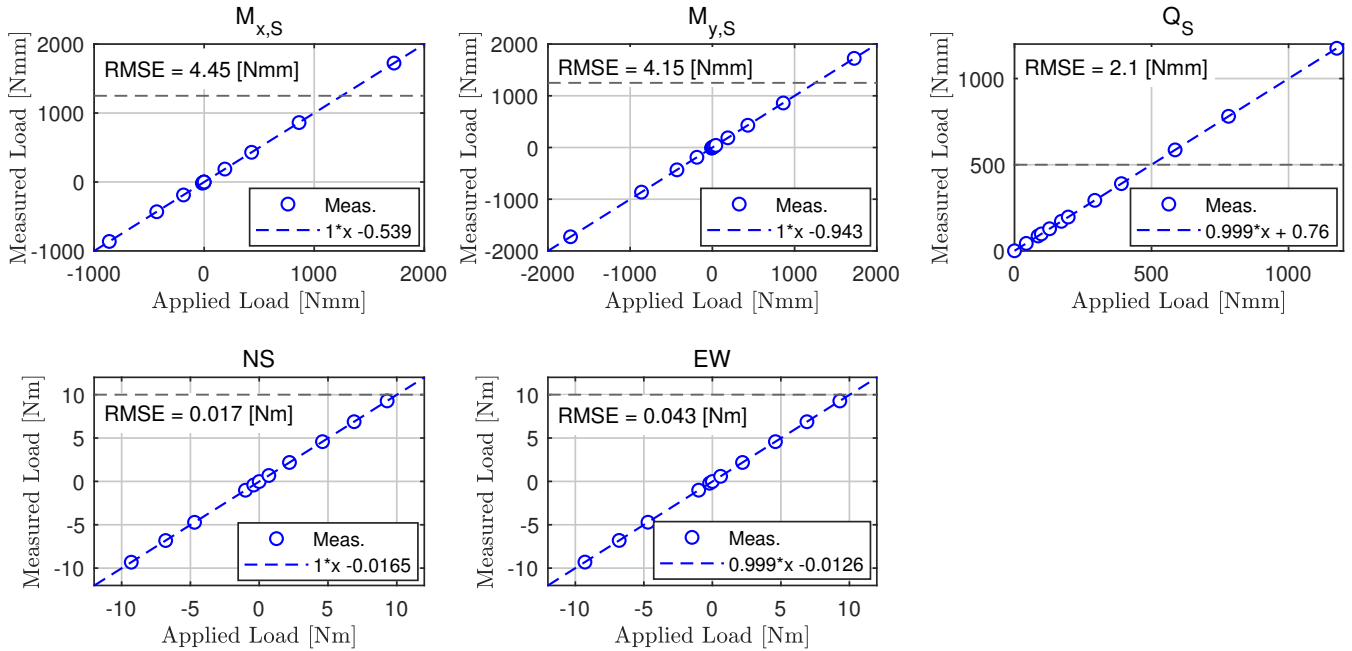 M_{x,S}
RMSE = 4.45 [Nmm]
Measured Load [Nmm]
2000
1000
0
-1000
Meas.
1*x -0.539
-1000
0
1000
2000
Applied Load [Nmm]
M_{y,S}
RMSE = 4.15 [Nmm]
Measured Load [Nmm]
2000
1000
0
-1000
-2000
Meas.
1*x -0.943
-2000
-1000
0
1000
2000
Applied Load [Nmm]
Q_S
RMSE = 2.1 [Nmm]
Measured Load [Nmm]
1000
500
0
Meas.
0.999*x + 0.76
0
500
1000
Applied Load [Nmm]
NS
RMSE = 0.017 [Nm]
Measured Load [Nm]
10
5
0
-5
-10
Meas.
1*x -0.0165
-10
-5
0
5
10
Applied Load [Nm]
EW
RMSE = 0.043 [Nm]
Measured Load [Nm]
10
5
0
-5
-10
Meas.
0.999*x -0.0126
-10
-5
0
5
10
Applied Load [Nm]